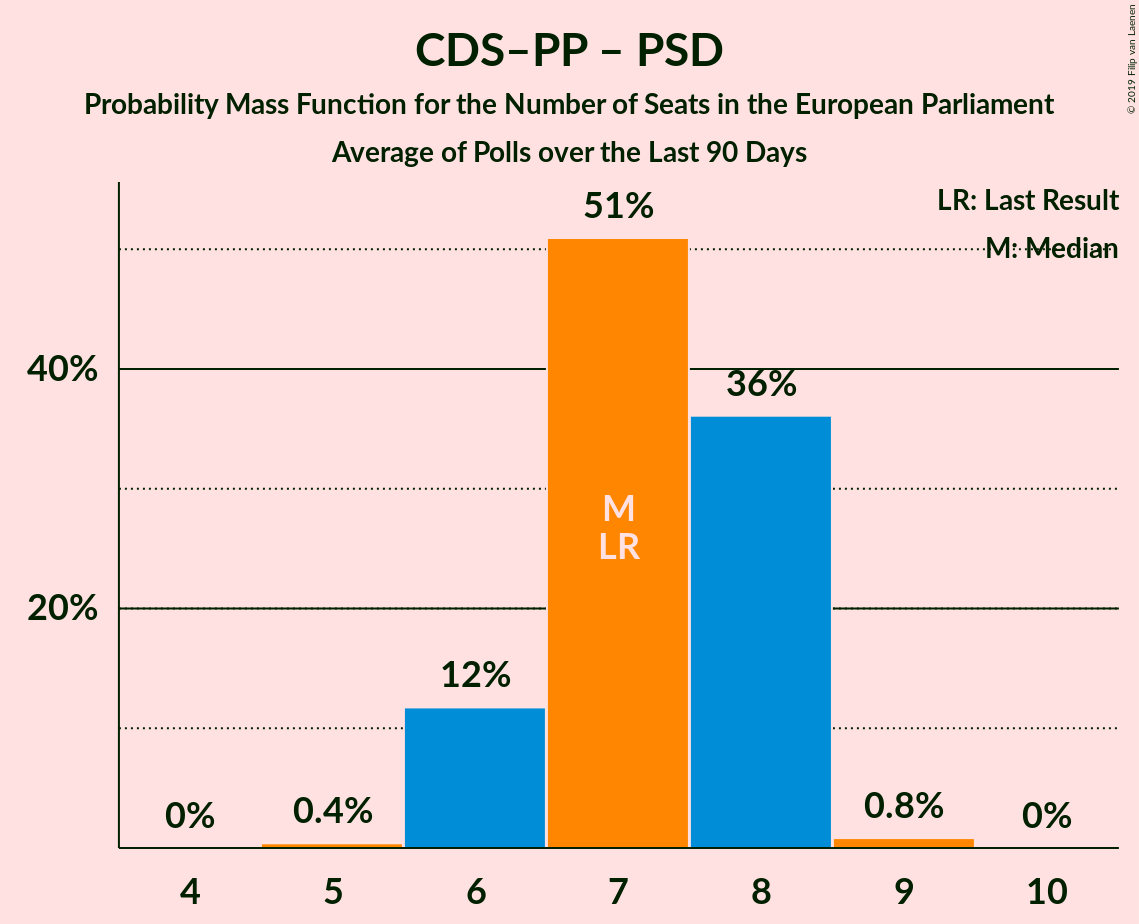 CDS–PP – PSD
Probability Mass Function for the Number of Seats in the European Parliament
Average of Polls over the Last 90 Days
© 2019 Filip van Laenen
LR: Last Result
M: Median
51%
40%
36%
M
LR
20%
12%
0%
0.4%
0.8%
0%
4
5
6
7
8
9
10